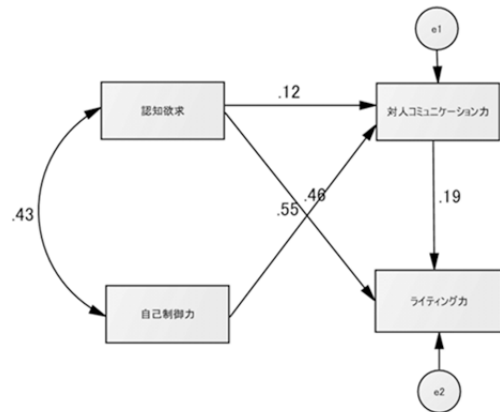 e1
認知欲求
.12
対人コミュニケーション力
.43
.46
.55
.19
自己制御力
ライティング力
e2